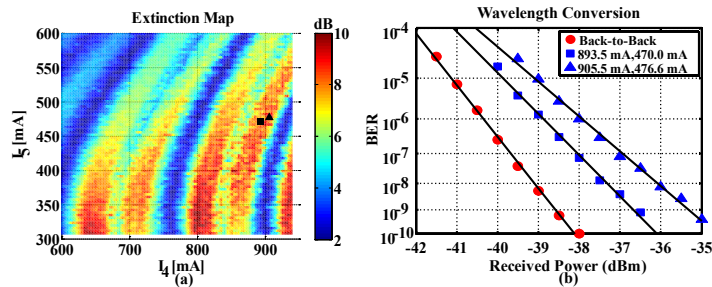 Extinction Map
dB
600
550
500
450
400
350
300
600
700
800
900
I5 [mA]
I4 [mA]
(a)
10
8
6
4
2
Wavelength Conversion
Back-to-Back
893.5 mA,470.0 mA
905.5 mA,476.6 mA
10-4
10-5
10-6
10-7
10-8
10-9
10-10
BER
-42
-41
-40
-39
-38
-37
-36
-35
Received Power (dBm)
(b)